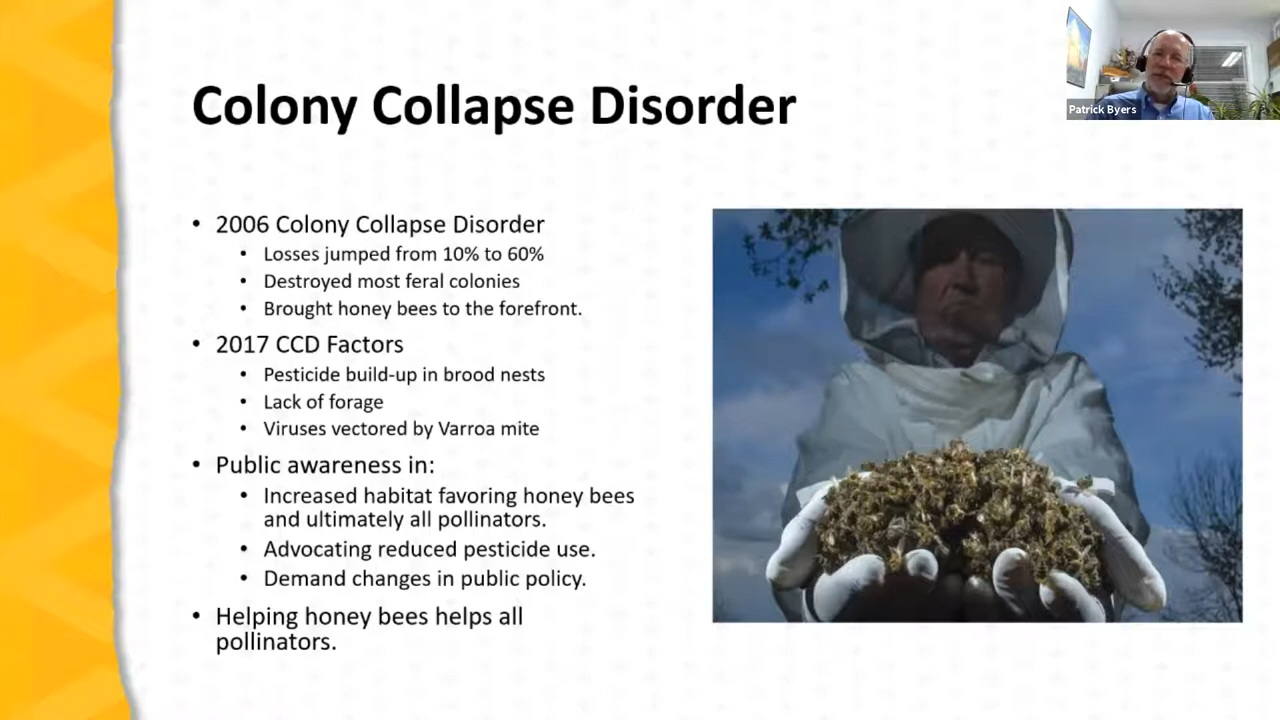 Patrick Byers
Colony Collapse Disorder
• 2006 Colony Collapse Disorder
• Losses jumped from 10% to 60%
• Destroyed most feral colonies
• Brought honey bees to the forefront.
• 2017 CCD Factors
• Pesticide build-up in brood nests
• Lack of forage
• Viruses vectored by Varroa mite
• Public awareness in:
• Increased habitat favoring honey bees
and ultimately all pollinators.
• Advocating reduced pesticide use.
• Demand changes in public policy.
• Helping honey bees helps all
pollinators.